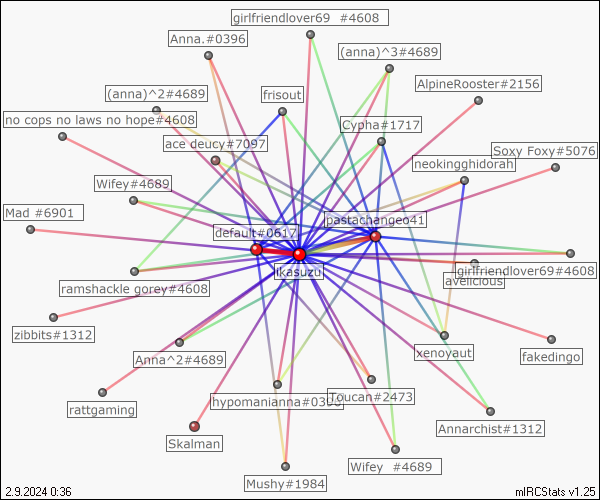 girlfriendlover69 #4608
Anna.#0396
(anna)^3#4689
AlpineRooster#2156
(anna)^2#4689
frisout
no cops no laws no hope#4608
Cypha#1717
ace deucy#7097
Soxy Foxy#5076
neokingghidorah
Wifey#4689
Mad #6901
pastachangeo41
default#0617
ikasuzu
girlfriendlover69#4608
avelicious
ramshackle gorey#4608
zibbits#1312
xenoyaut
fakedingo
Anna^2#4689
hypomanianna#0396
Toucan#2473
rattgaming
Annarchist#1312
Skalman
Wifey #4689
Mushy#1984
2.9.2024 0:36
mIRCStats v1.25